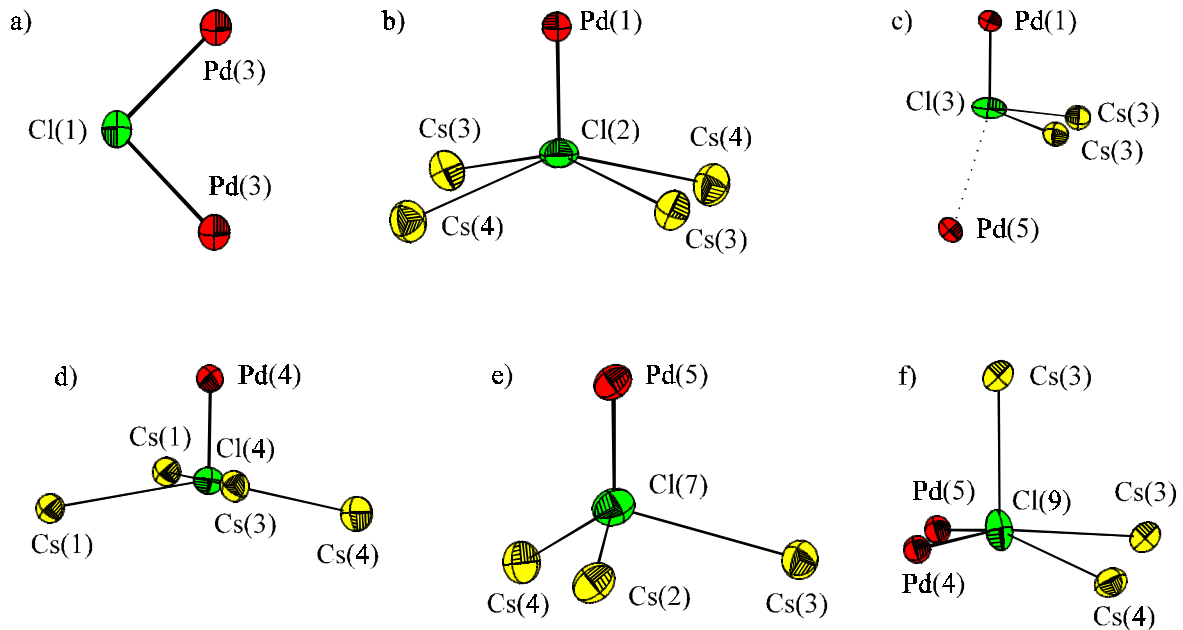 a)
Pd(3)
Cl(1)
Pd(3)
b)
Pd(1)
Cs(3)
Cl(2)
Cs(4)
Cs(4)
Cs(3)
c)
Pd(1)
Cl(3)
Cs(3)
Cs(3)
Pd(5)
d)
Pd(4)
Cs(1)
Cl(4)
Cs(1)
Cs(3)
Cs(4)
e)
Pd(5)
Cl(7)
Cs(4)
Cs(2)
Cs(3)
f)
Cs(3)
Pd(5)
Cl(9)
Cs(3)
Pd(4)
Cs(4)